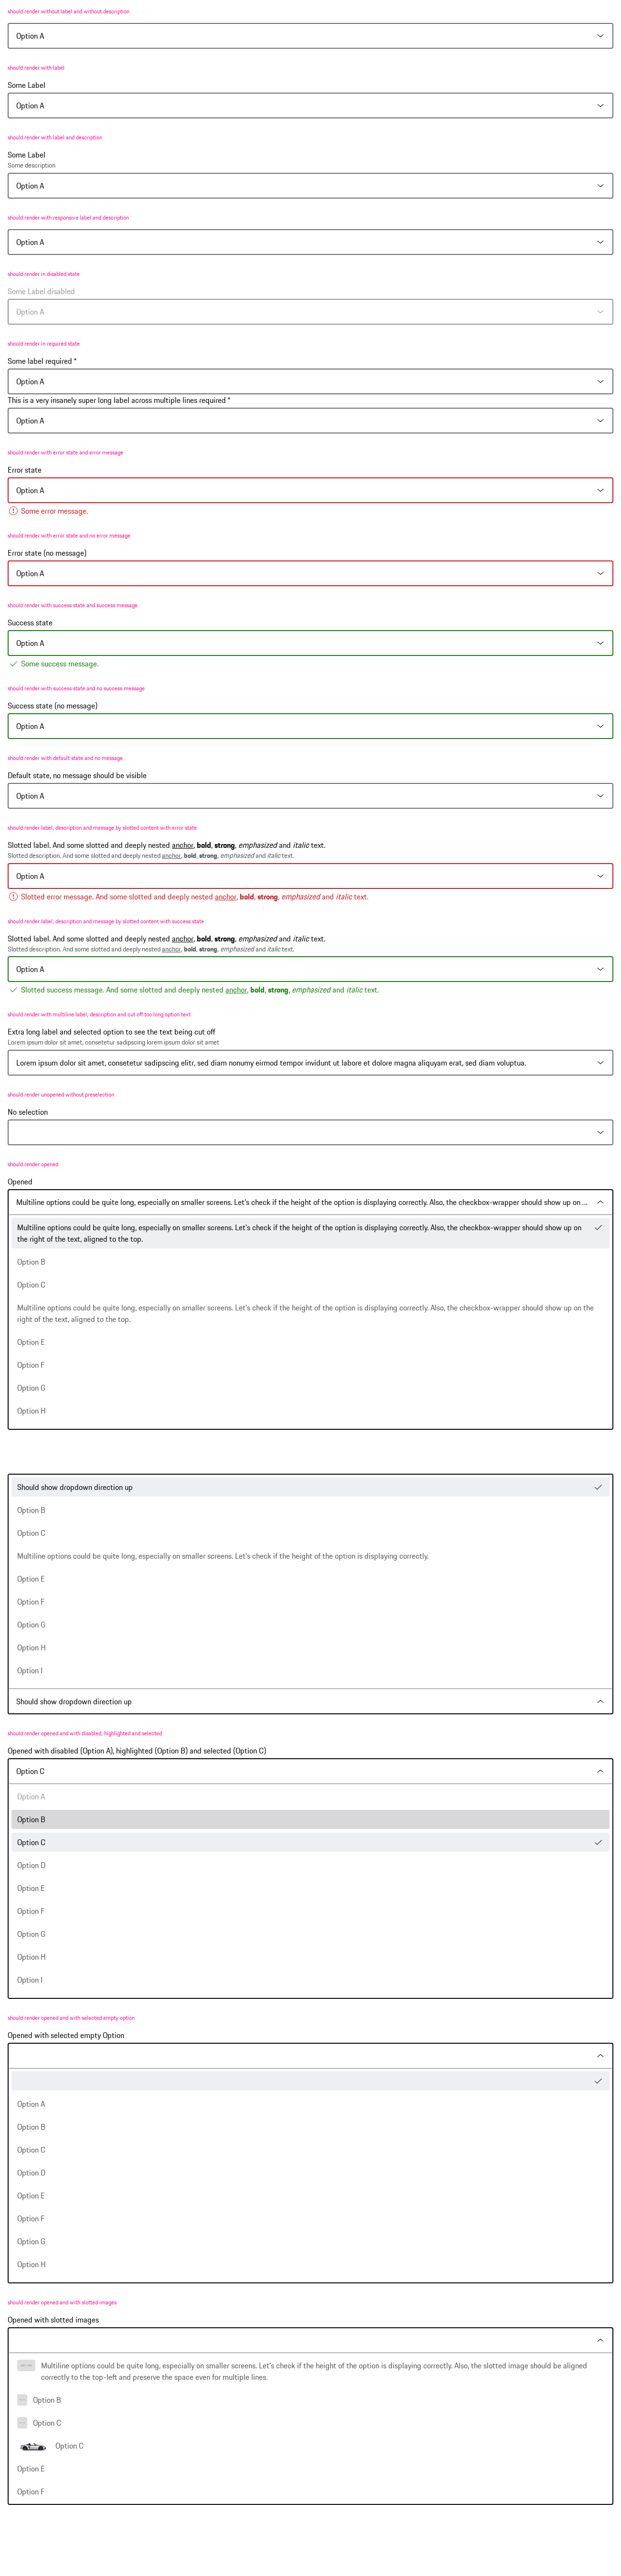 should render without label and without description
Option A
should render with label
Some Label
Option A
should render with label and description
Some Label
Some description
Option A
should render with responsive label and description
Option A
should render in disabled state
Some Label disabled
Option A
should render in required state
Some label required *
Option A
This is a very insanely super long label across multiple lines required *
Option A
should render with error state and error message
Error state
Option A
Some error message.
should render with error state and no error message
Error state (no message)
Option A
should render with success state and success message
Success state
Option A
Some success message.
should render with success state and no success message
Success state (no message)
Option A
should render with default state and no message
Default state, no message should be visible
Option A
should render label, description and message by slotted content with error state
Slotted label. And some slotted and deeply nested anchor, bold, strong, emphasized and italic text.
Slotted description. And some slotted and deeply nested anchor, bold, strong, emphasized and italic text.
Option A
Slotted error message. And some slotted and deeply nested anchor, bold, strong, emphasized and italic text.
should render label, description and message by slotted content with success state
Slotted label. And some slotted and deeply nested anchor, bold, strong, emphasized and italic text.
Slotted description. And some slotted and deeply nested anchor, bold, strong, emphasized and italic text.
Option A
Slotted success message. And some slotted and deeply nested anchor, bold, strong, emphasized and italic text.
should render with multiline label, description and cut off too long option text
Extra long label and selected option to see the text being cut off
Lorem ipsum dolor sit amet, consetetur sadipscing lorem ipsum dolor sit amet
Lorem ipsum dolor sit amet, consetetur sadipscing elitr, sed diam nonumy eirmod tempor invidunt ut labore et dolore magna aliquyam erat, sed diam voluptua.
should render unopened without preselection
No selection
should render opened
Opened
Multiline options could be quite long, especially on smaller screens. Let's check if the height of the option is displaying correctly. Also, the checkbox-wrapper should show up on ...
Multiline options could be quite long, especially on smaller screens. Let's check if the height of the option is displaying correctly. Also, the checkbox-wrapper should show up on
the right of the text, aligned to the top.
Option B
Option C
Multiline options could be quite long, especially on smaller screens. Let's check if the height of the option is displaying correctly. Also, the checkbox-wrapper should show up on the
right of the text, aligned to the top.
Option E
Option F
Option G
Option H
Should show dropdown direction up
Option B
Option C
Multiline options could be quite long, especially on smaller screens. Let's check if the height of the option is displaying correctly.
Option E
Option F
Option G
Option H
Option I
Should show dropdown direction up
should render opened and with disabled, highlighted and selected
Opened with disabled (Option A), highlighted (Option B) and selected (Option C)
Option C
Option A
Option B
Option C
Option D
Option E
Option F
Option G
Option H
Option I
should render opened and with selected empty option
Opened with selected empty Option
Option A
Option B
Option C
Option D
Option E
Option F
Option G
Option H
should render opened and with slotted images
Opened with slotted images
Multiline options could be quite long, especially on smaller screens. Let's check if the height of the option is displaying correctly. Also, the slotted image should be aligned
correctly to the top-left and preserve the space even for multiple lines.
Option B
Option C
Option C
Option E
Option F